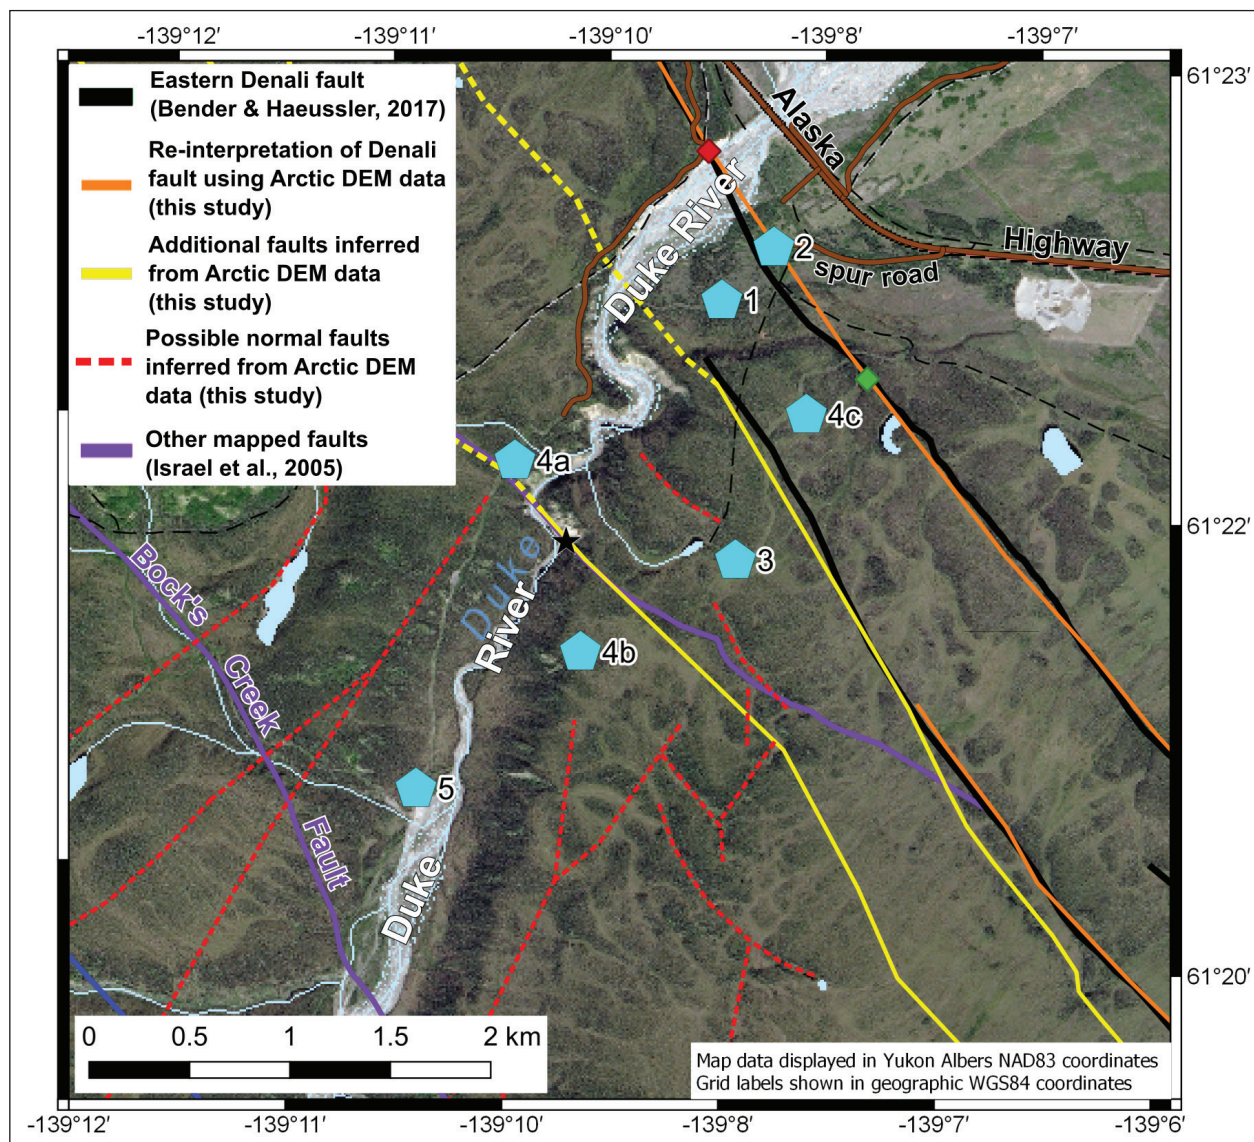 -139°12′
-139°11′
-139°10′
-139°8′
-139°7′
61°23′
61°22′
61°20′
Eastern Denali fault
(Bender & Haeussler, 2017)
Re-interpretation of Denali
fault using Arctic DEM data
(this study)
Additional faults inferred
from Arctic DEM data
(this study)
Possible normal faults
inferred from Arctic DEM
data (this study)
Other mapped faults
(Israel et al., 2005)
Alaska
Highway
spur road
Duke River
2
1
4c
4a
3
4b
5
Duke
River
Duke
Bock's
Creek
Fault
0
0.5
1
1.5
2 km
Map data displayed in Yukon Albers NAD83 coordinates
Grid labels shown in geographic WGS84 coordinates
-139°12′
-139°11′
-139°10′
-139°8′
-139°7′
-139°6′